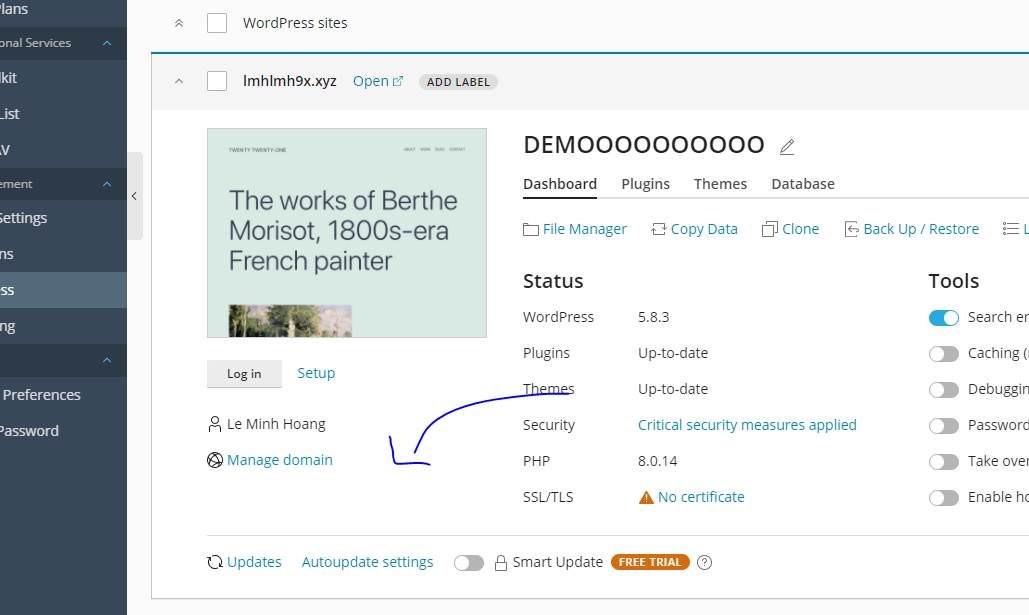 Plans
WordPress sites
onal Services
lmhlmh9x.xyz Open ADD LABEL
lkit
List
AV
TWENTY TWENTY-ONE ABOUT WORK BLOG CONTACT
DEMOOOOOOOOOO
The works of Berthe
Morisot, 1800s-era
French painter
Dashboard Plugins Themes Database
ement
Settings
File Manager Copy Data Clone Back Up / Restore L
ns
ess
ng
Status
WordPress 5.8.3
Plugins Up-to-date
Themes Up-to-date
Security Critical security measures applied
PHP 8.0.14
SSL/TLS No certificate
Tools
Search en
Caching (n
Debuggin
Password
Take over
Enable ho
Log in Setup
Le Minh Hoang
Manage domain
Preferences
Password
Updates Autoupdate settings Smart Update FREE TRIAL ?